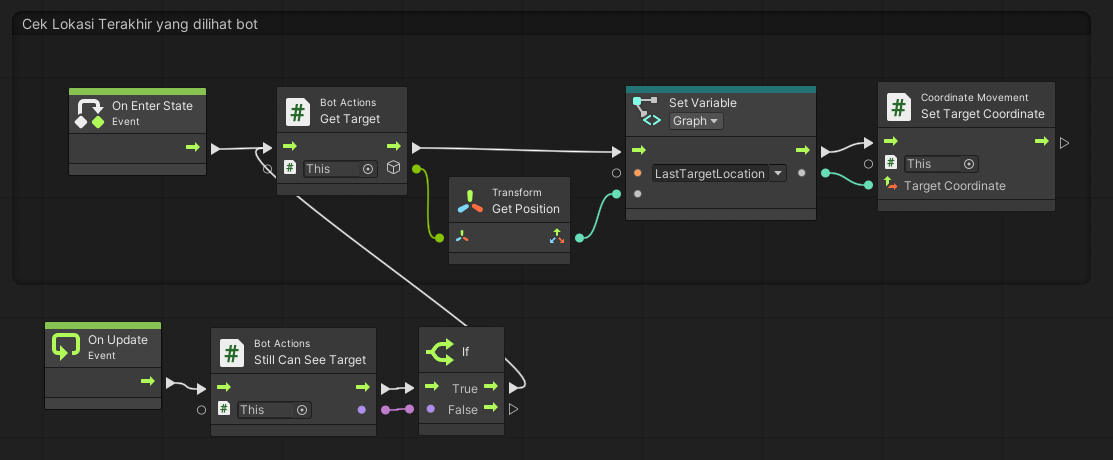 Cek Lokasi Terakhir yang dilihat bot
On Enter State
Event
Bot Actions
Get Target
This
Transform
Get Position
Set Variable
Graph
LastTargetLocation
Coordinate Movement
Set Target Coordinate
This
Target Coordinate
On Update
Event
Bot Actions
Still Can See Target
This
If
True
False